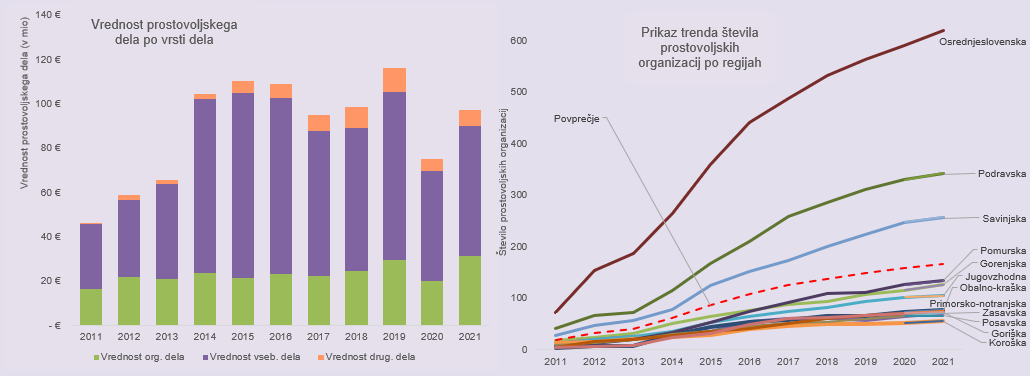 Vrednost prostovoljskega
dela po vrsti dela
Vrednost prostovoljskega dela (v mio)
140 €
120 €
100 €
80 €
60 €
40 €
20 €
- €
2011 2012 2013 2014 2015 2016 2017 2018 2019 2020 2021
Vrednost org. dela Vrednost vseb. dela Vrednost drug. dela
Prikaz trenda števila
prostovoljskih
organizacij po regijah
Število prostovoljskih organizacij
600
500
400
300
200
100
0
2011 2012 2013 2014 2015 2016 2017 2018 2019 2020 2021
Povprečje
Osrednjeslovenska
Podravska
Savinjska
Pomurska
Gorenjska
Jugovzhodna
Obalno-kraška
Primorsko-notranjska
Zasavska
Posavska
Goriška
Koroška